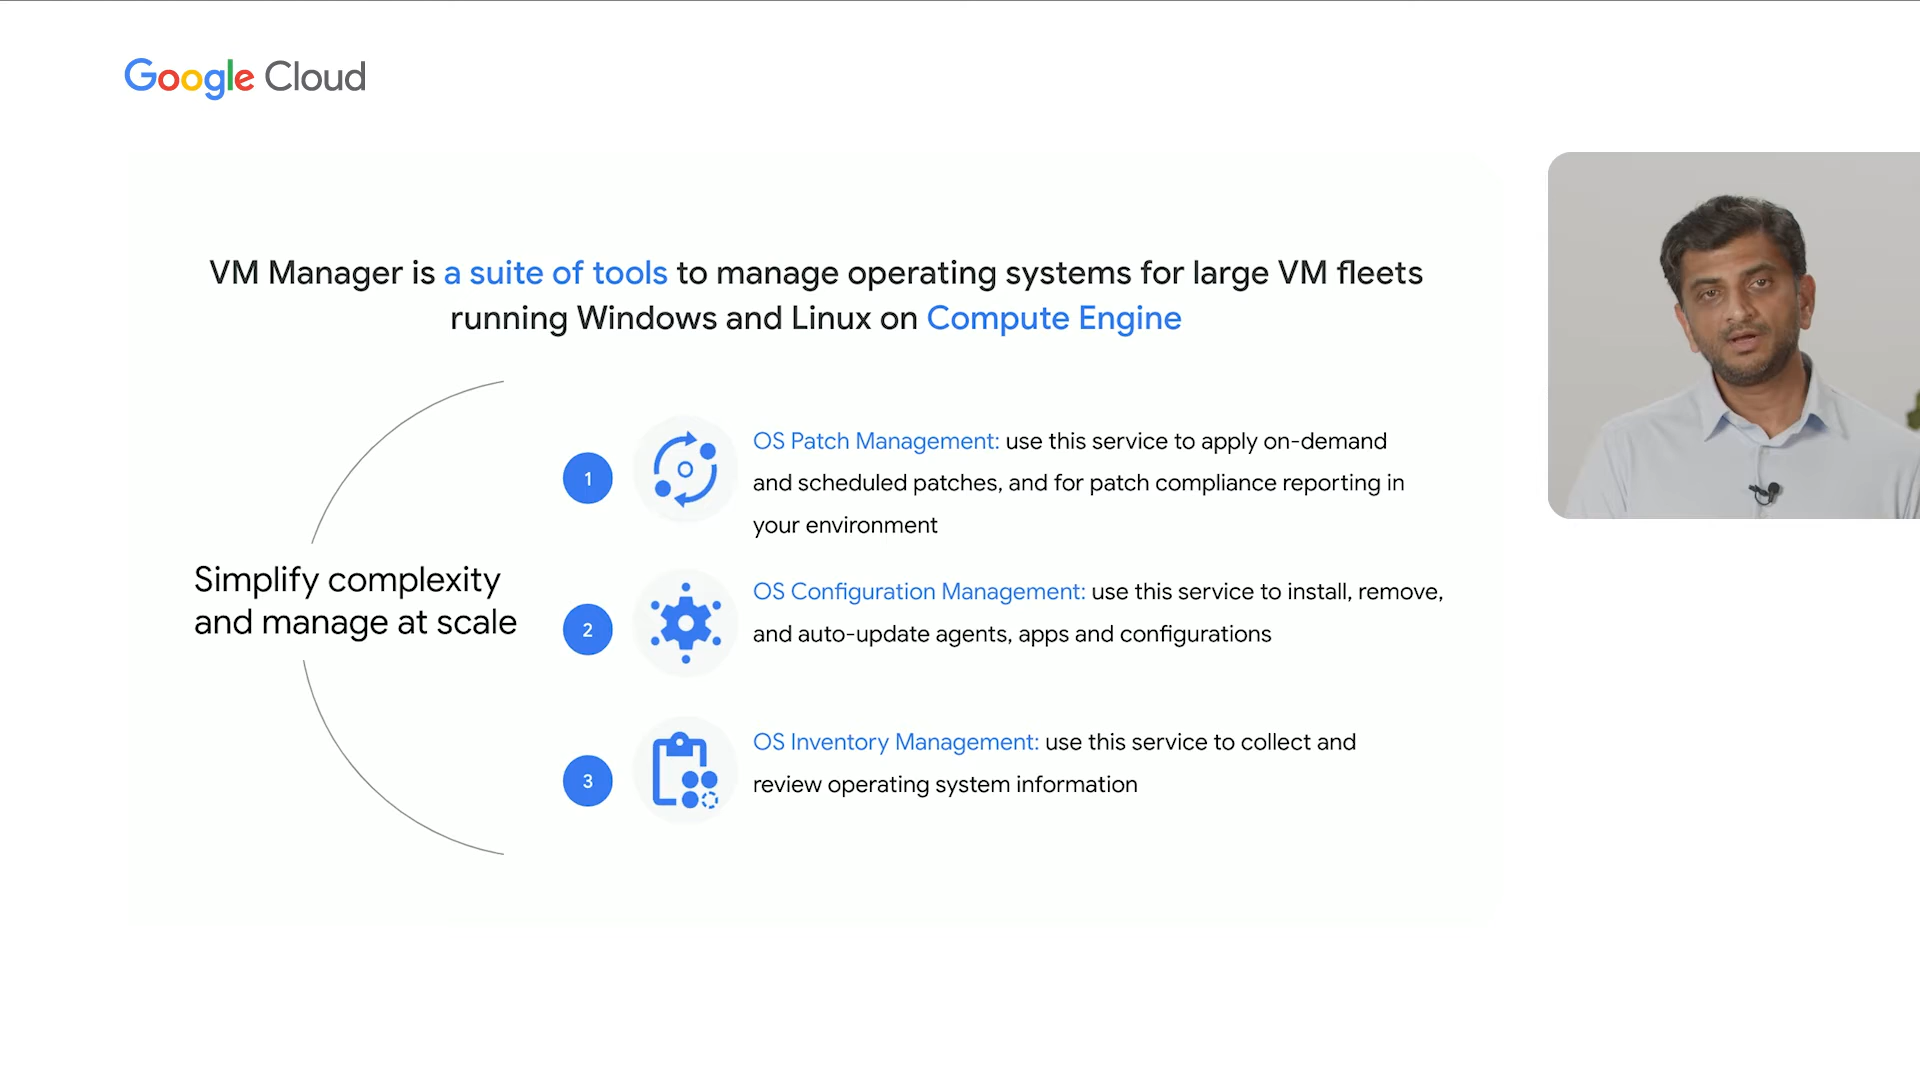 Google Cloud
VM Manager is a suite of tools to manage operating systems for large VM fleets
running Windows and Linux on Compute Engine
Simplify complexity
and manage at scale
1
OS Patch Management: use this service to apply on-demand
and scheduled patches, and for patch compliance reporting in
your environment
2
OS Configuration Management: use this service to install, remove,
and auto-update agents, apps and configurations
3
OS Inventory Management: use this service to collect and
review operating system information